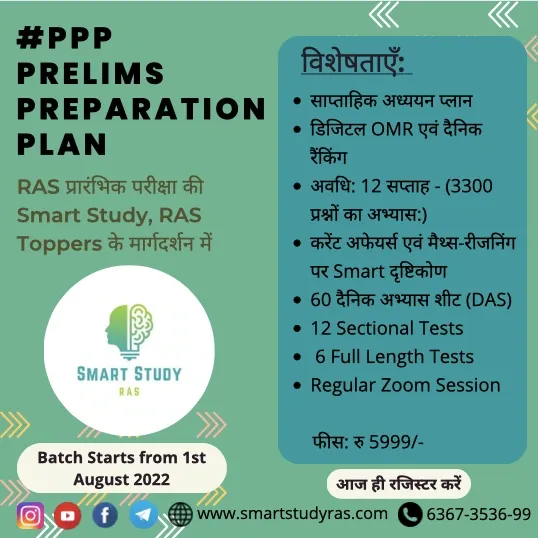 #PPP
PRELIMS
PREPARATION
PLAN
RAS प्रारंभिक परीक्षा की
Smart Study, RAS
Toppers के मार्गदर्शन में
SMART STUDY
RAS
Batch Starts from 1st
August 2022
विशेषताएँ:
साप्ताहिक अध्ययन प्लान
डिजिटल OMR एवं दैनिक
रैंकिंग
अवधि: 12 सप्ताह - (3300
प्रश्नों का अभ्यास:)
करेंट अफेयर्स एवं मैथ्स-रीजनिंग
पर Smart दृष्टिकोण
60 दैनिक अभ्यास शीट (DAS)
12 Sectional Tests
6 Full Length Tests
Regular Zoom Session
फीस: रु 5999/-
आज ही रजिस्टर करें
www.smartstudyras.com 6367-3536-99